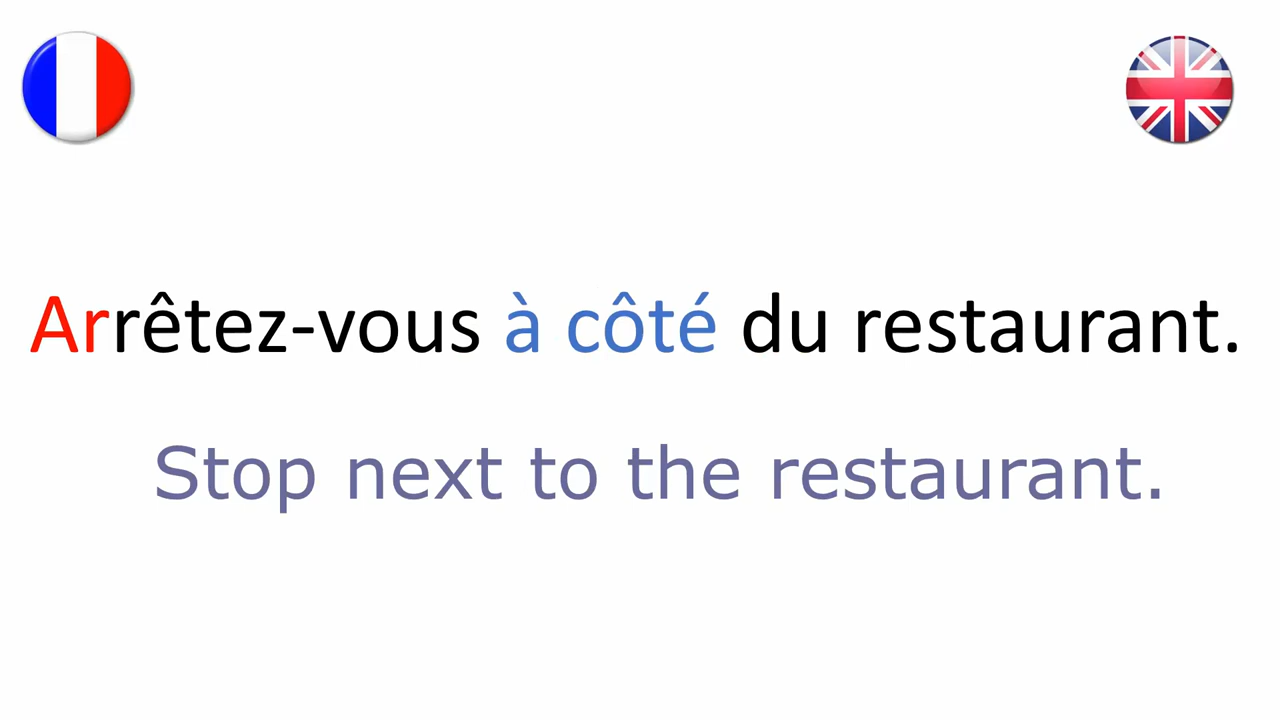 Arrêtez-vous à côté du restaurant.
Stop next to the restaurant.